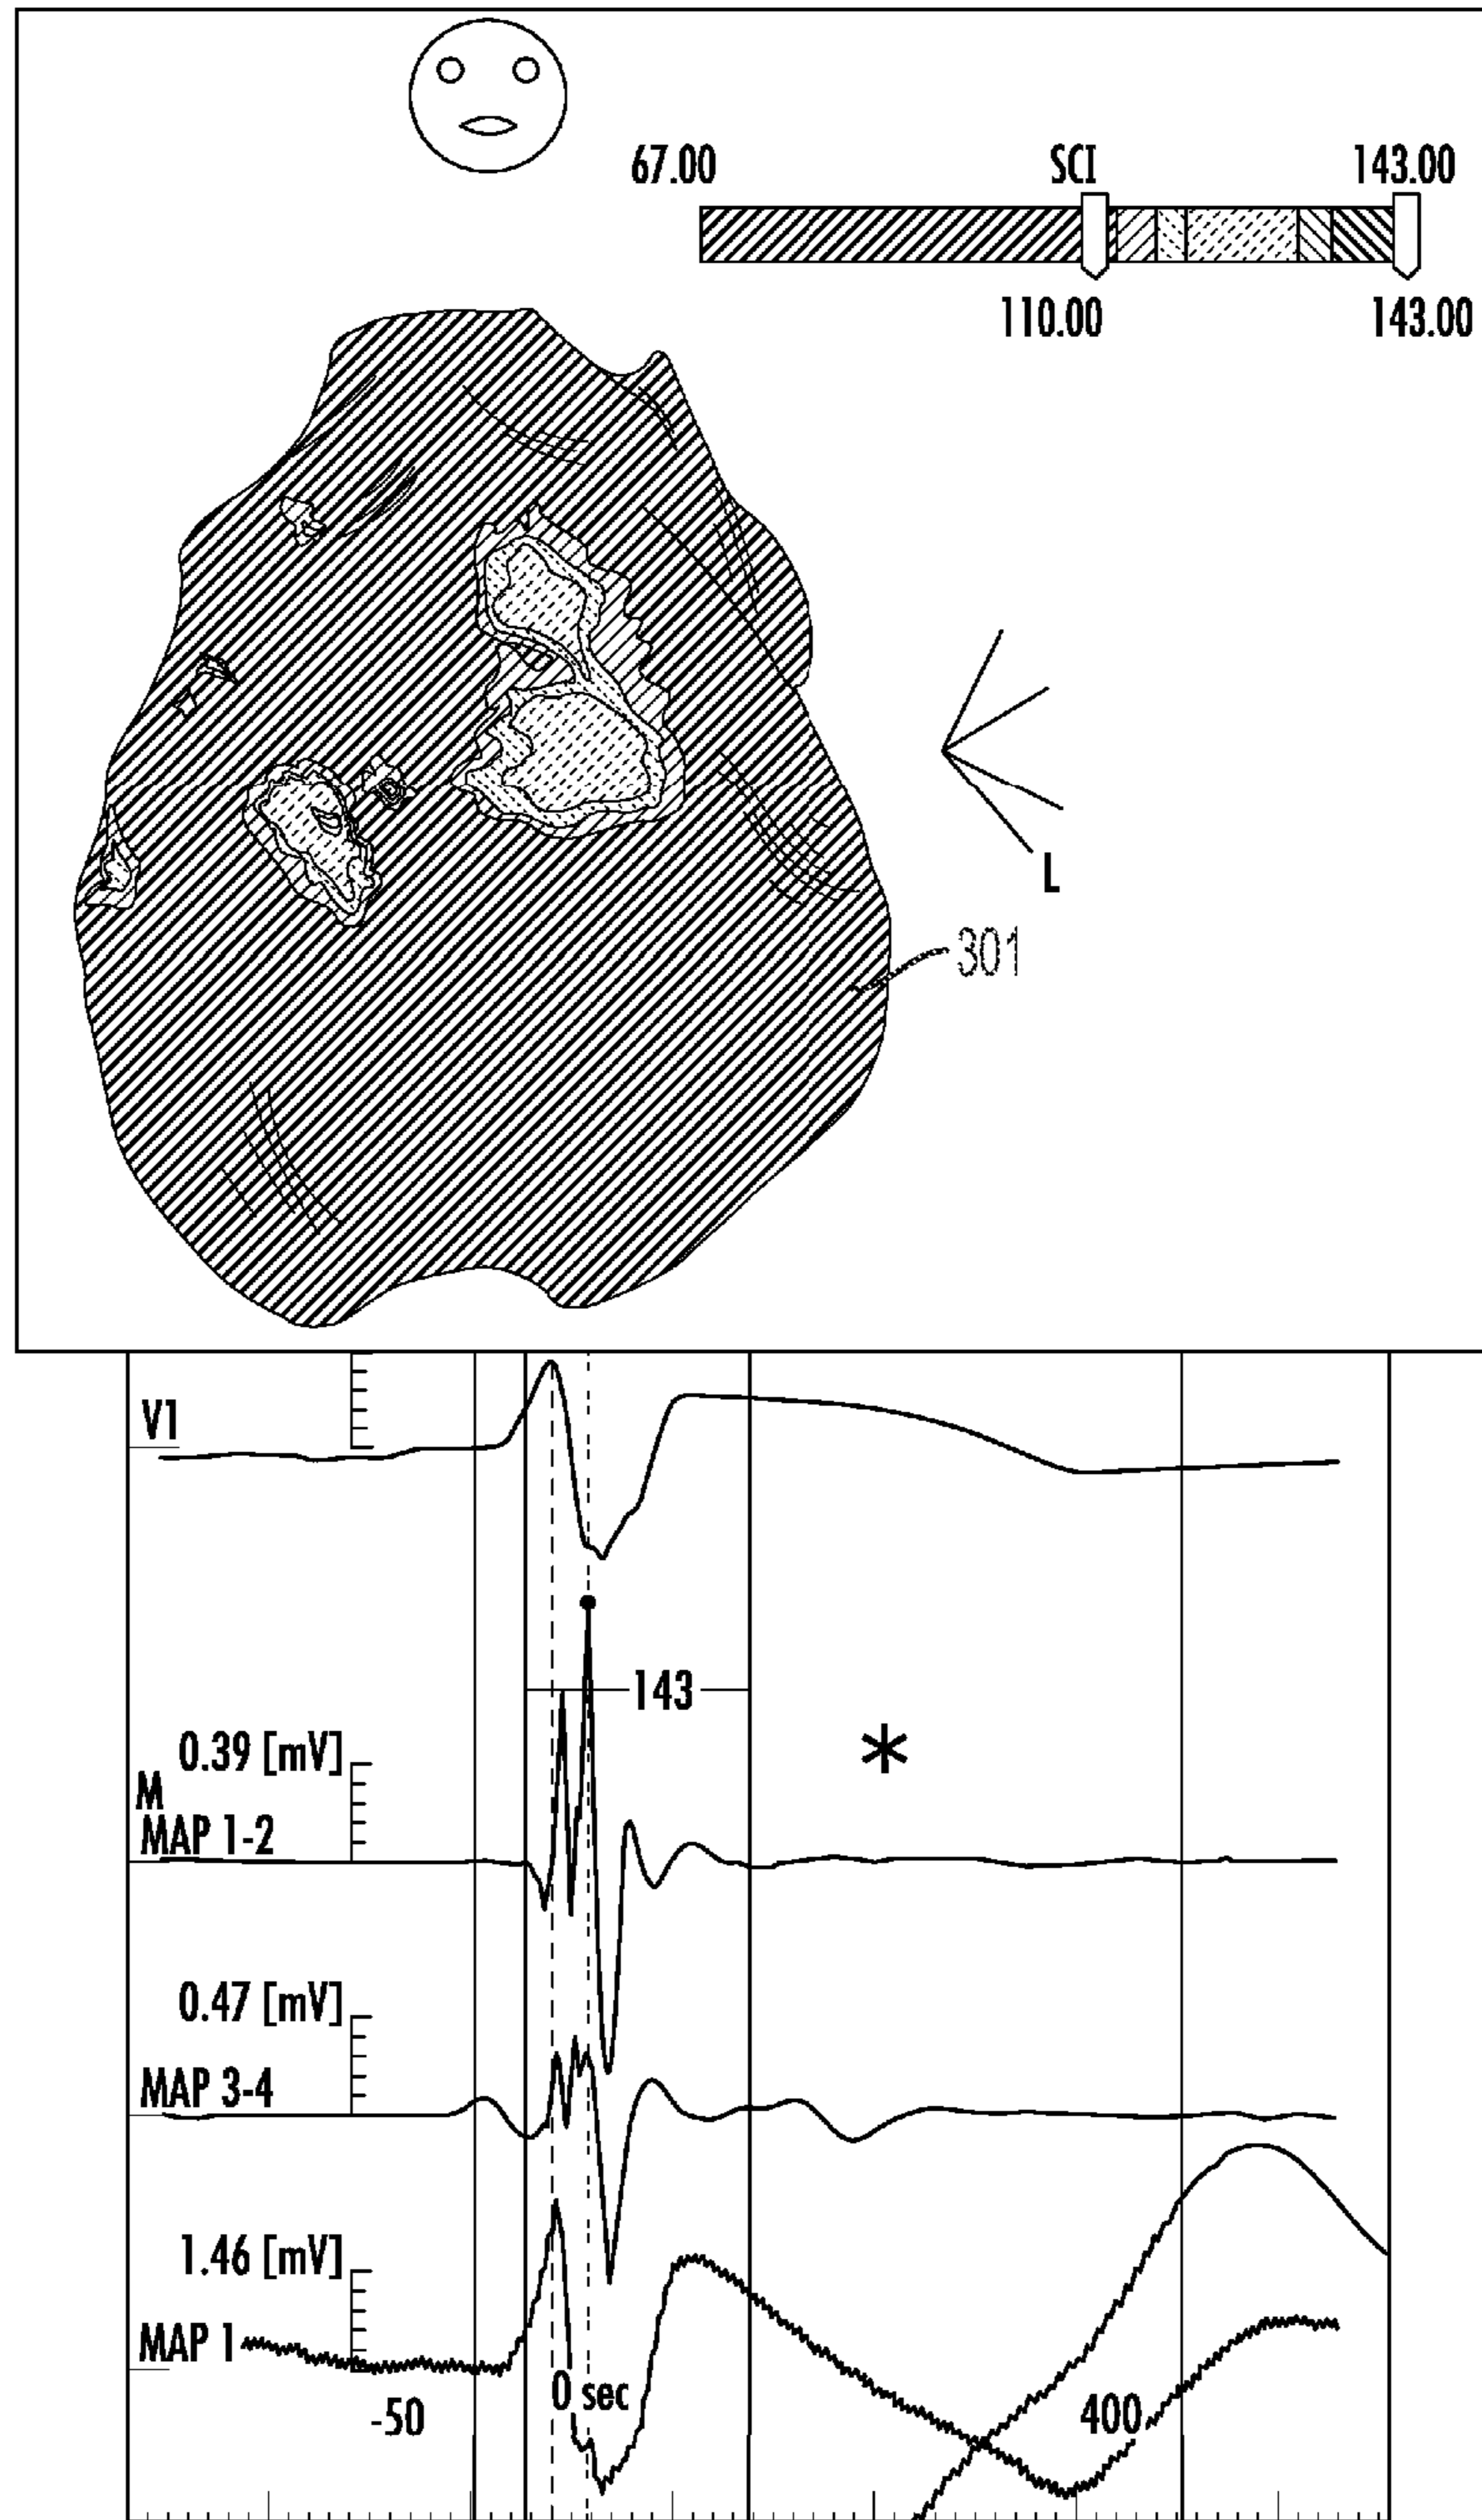 67.00 SCI 143.00
110.00 143.00
L
301
V1
143
*
0.39 [mV]
M
MAP 1-2
0.47 [mV]
MAP 3-4
1.46 [mV]
MAP 1
0 sec
-50 400